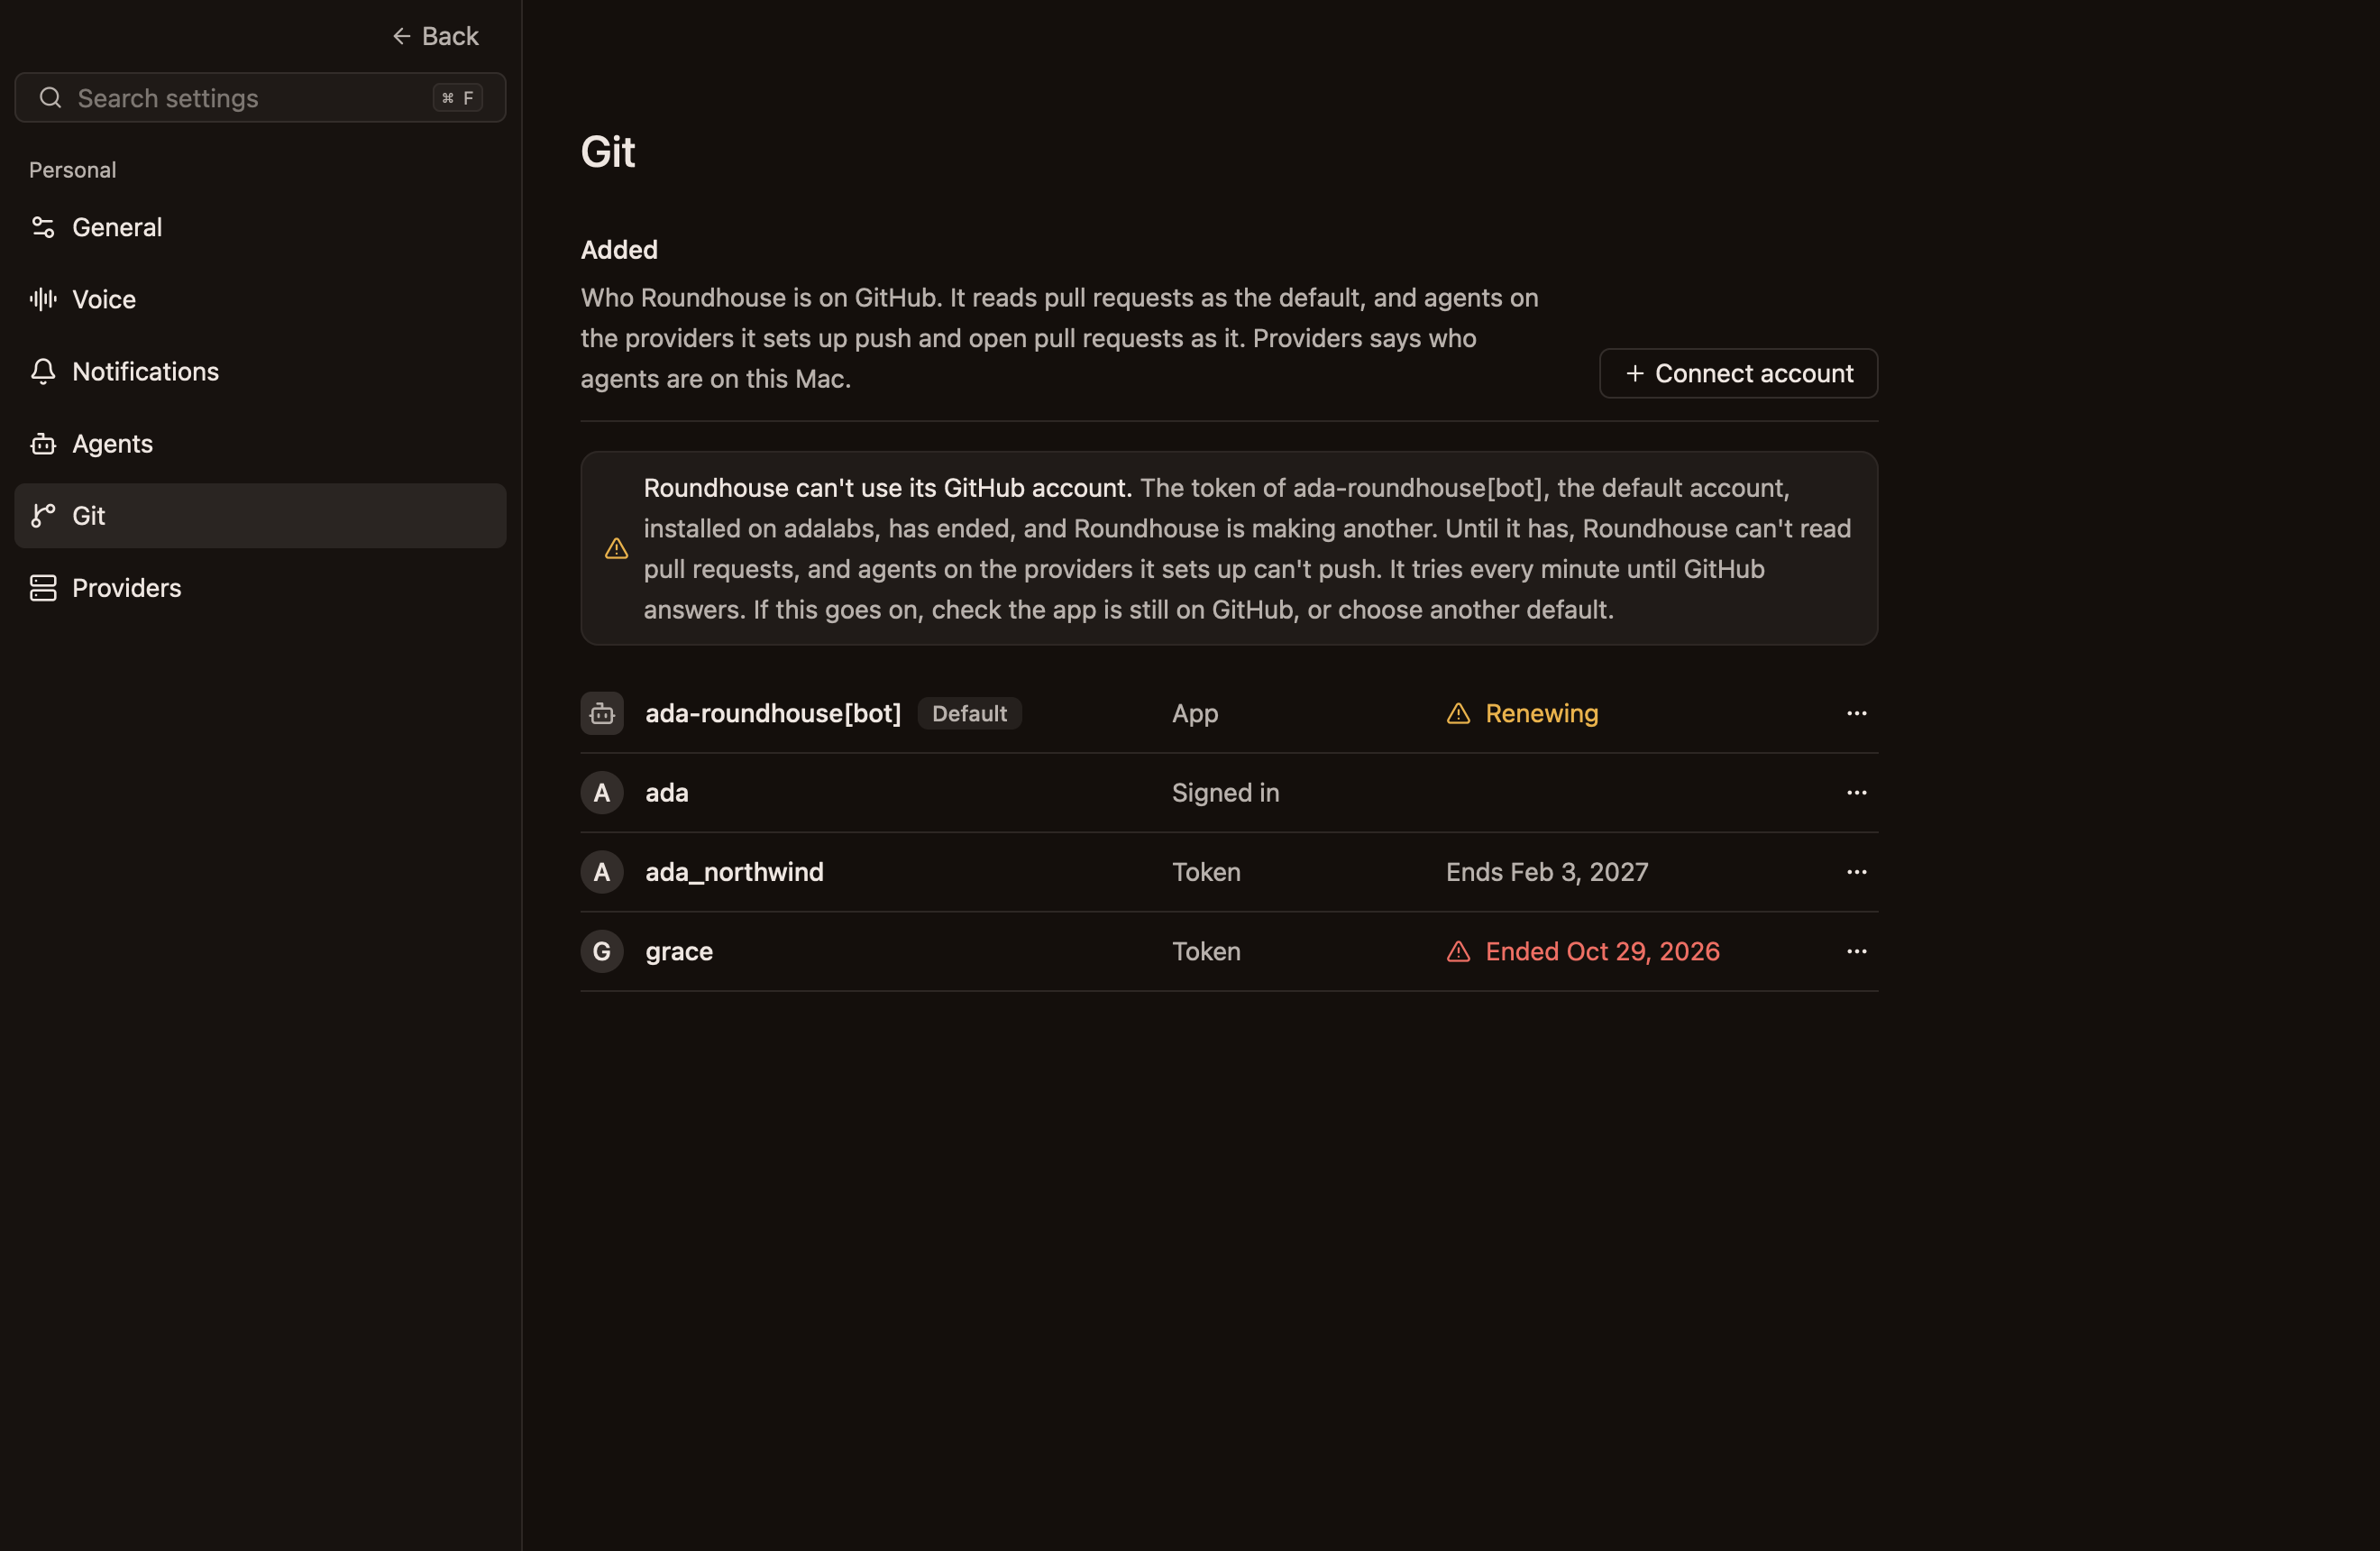 Back
Search settings
⌘ F
Personal
General
Voice
Notifications
Agents
Git
Providers
Git
Added
Who Roundhouse is on GitHub. It reads pull requests as the default, and agents on
the providers it sets up push and open pull requests as it. Providers says who
agents are on this Mac.
Connect account
Roundhouse can't use its GitHub account. The token of ada-roundhouse[bot], the default account,
installed on adalabs, has ended, and Roundhouse is making another. Until it has, Roundhouse can't read
pull requests, and agents on the providers it sets up can't push. It tries every minute until GitHub
answers. If this goes on, check the app is still on GitHub, or choose another default.
ada-roundhouse[bot] Default App Renewing
A ada Signed in
A ada_northwind Token Ends Feb 3, 2027
G grace Token Ended Oct 29, 2026